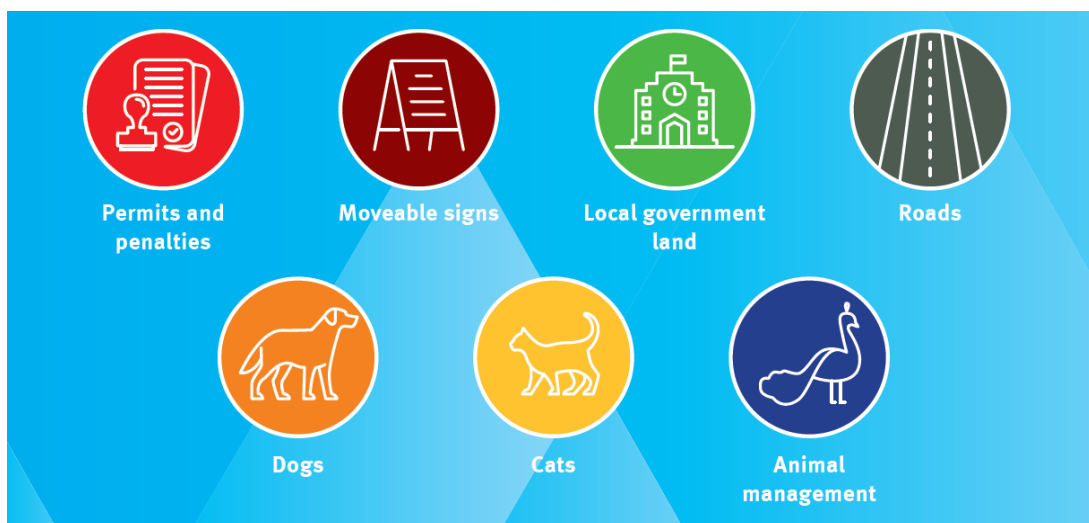 Permits and
penalties
Moveable signs
Local government
land
Roads
Dogs
Cats
Animal
management